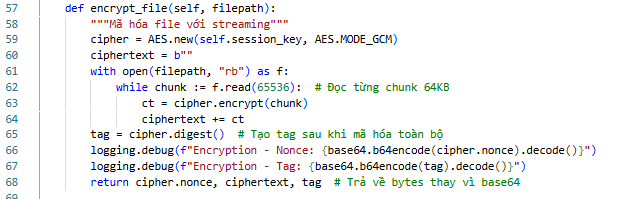 57 def encrypt_file(self, filepath):
58 """Mã hóa file với streaming"""
59 cipher = AES.new(self.session_key, AES.MODE_GCM)
60 ciphertext = b""
61 with open(filepath, "rb") as f:
62 while chunk := f.read(65536):  # Đọc từng chunk 64KB
63 ct = cipher.encrypt(chunk)
64 ciphertext += ct
65 tag = cipher.digest()  # Tạo tag sau khi mã hóa toàn bộ
66 logging.debug(f"Encryption - Nonce: {base64.b64encode(cipher.nonce).decode()}")
67 logging.debug(f"Encryption - Tag: {base64.b64encode(tag).decode()}")
68 return cipher.nonce, ciphertext, tag  # Trả về bytes thay vì base64
69